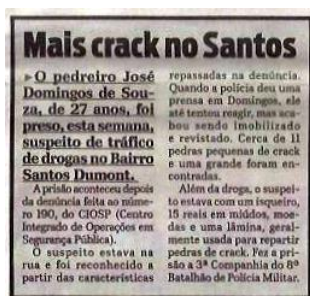 Mais crack no Santos
▸O pedreiro José
Domingos de Sou-
za, de 27 anos, foi
preso, esta semana,
suspeito de tráfico
de drogas no Bairro
Santos Dumont.
A prisão aconteceu depois
da denúncia feita ao núme-
ro 190, do CIOSP (Centro
Integrado de Operações em
Segurança Pública).
O suspeito estava na
rua e foi reconhecido a
partir das características
repassadas na denúncia.
Quando a polícia deu uma
prensa em Domingos, ele
até tentou reagir, mas aca-
bou sendo imobilizado
e revistado. Cerca de 11
pedras pequenas de crack
e uma grande foram en-
contradas.
Além da droga, o suspei-
to estava com um isqueiro,
15 reais em miúdos, moe-
das e uma lâmina, geral-
mente usada para repartir
pedras de crack. Fez a pri-
são a 3ª Companhia do 8º
Batalhão de Polícia Militar.